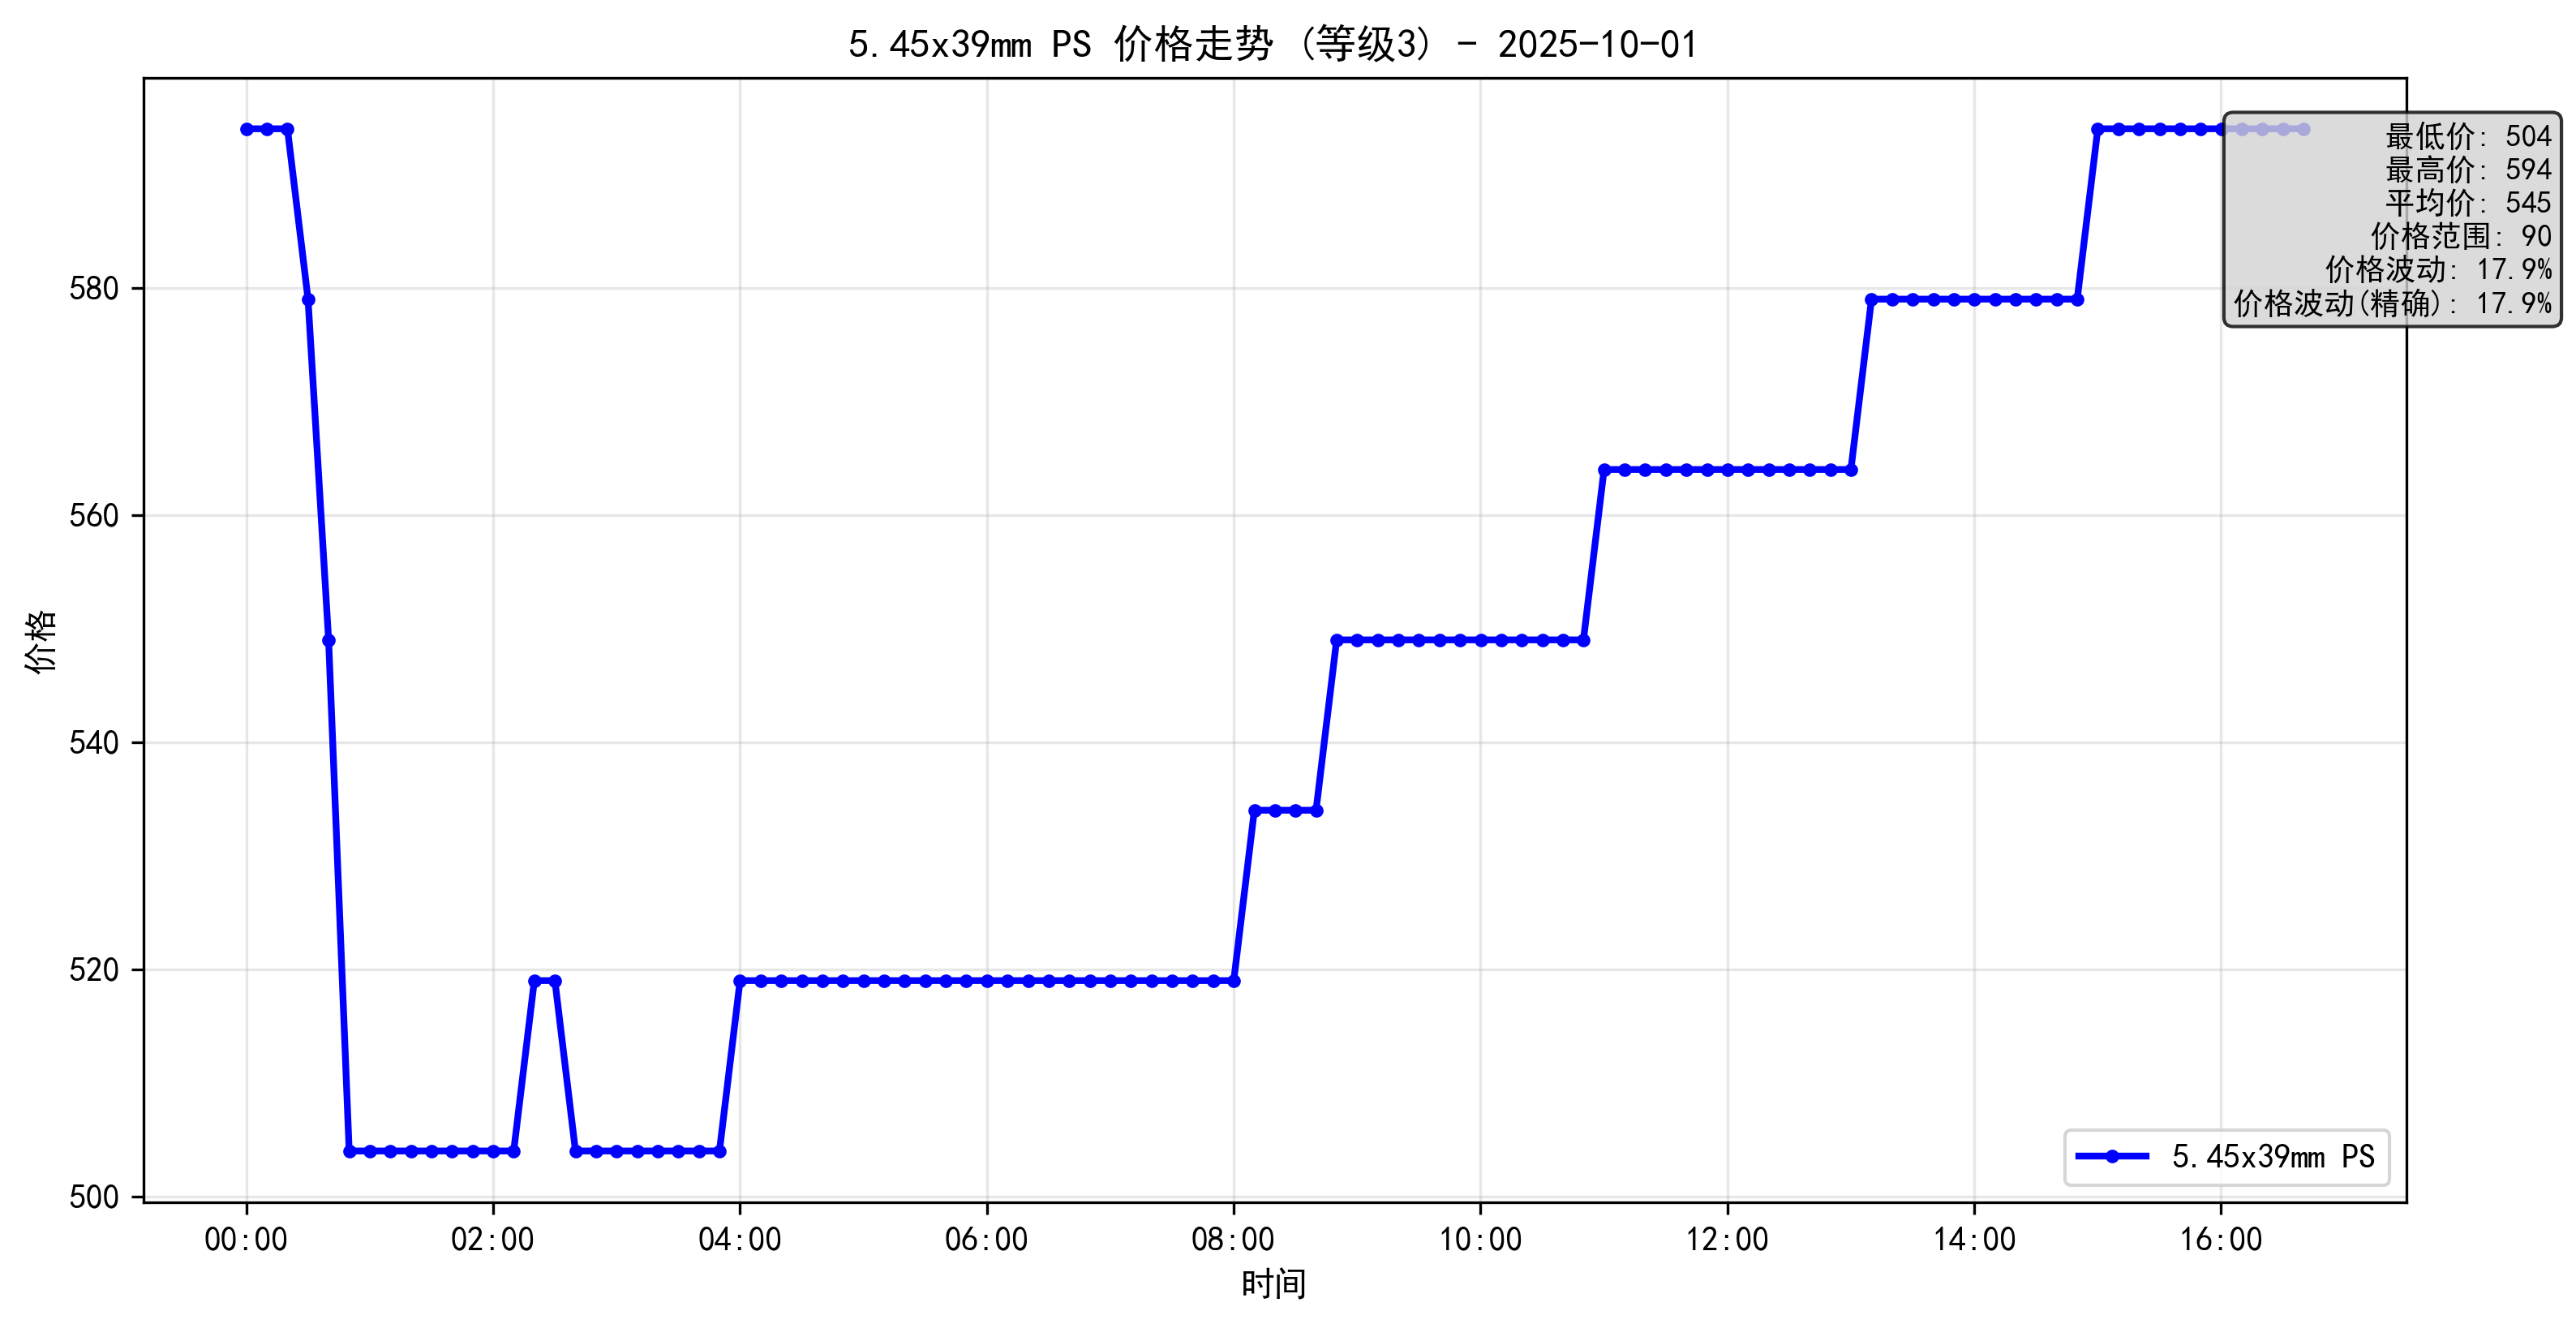 5.45x39mm PS 价格走势 (等级3) - 2025-10-01
最低价: 504
最高价: 594
平均价: 545
价格范围: 90
价格波动: 17.9%
价格波动(精确): 17.9%
价格
580
560
540
520
500
5.45x39mm PS
00:00 02:00 04:00 06:00 08:00 10:00 12:00 14:00 16:00
时间